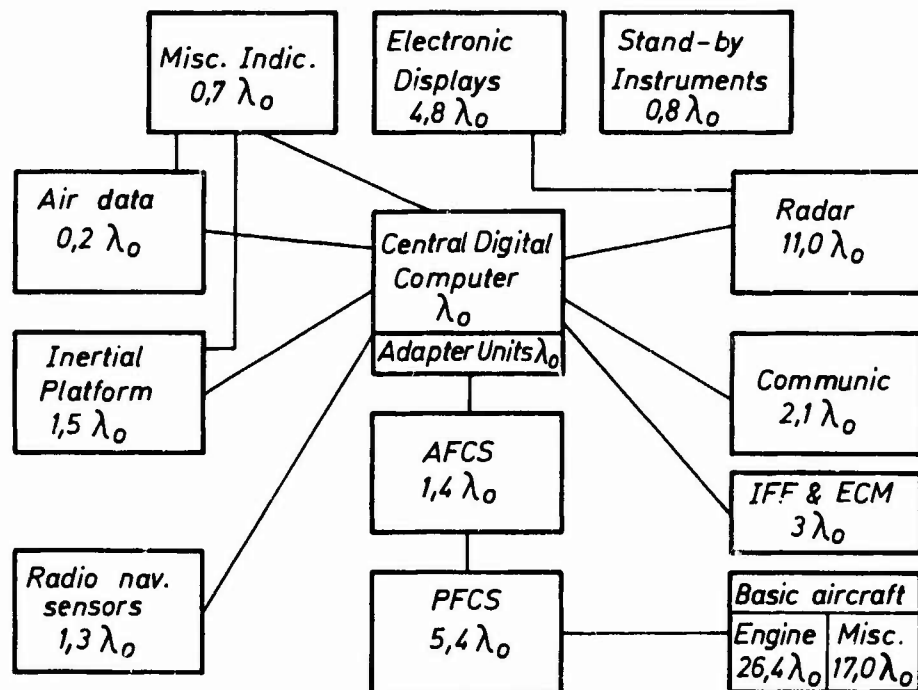 Misc. Indic.
0,7 λo
Electronic
Displays
4,8 λo
Stand-by
Instruments
0,8 λo
Air data
0,2 λo
Central Digital
Computer
λo
Adapter Units λo
Radar
11,0 λo
Inertial
Platform
1,5 λo
Communic
2,1 λo
AFCS
1,4 λo
IFF & ECM
3 λo
Radio nav.
sensors
1,3 λo
PFCS
5,4 λo
Basic aircraft
Engine
26,4 λo
Misc.
17,0 λo